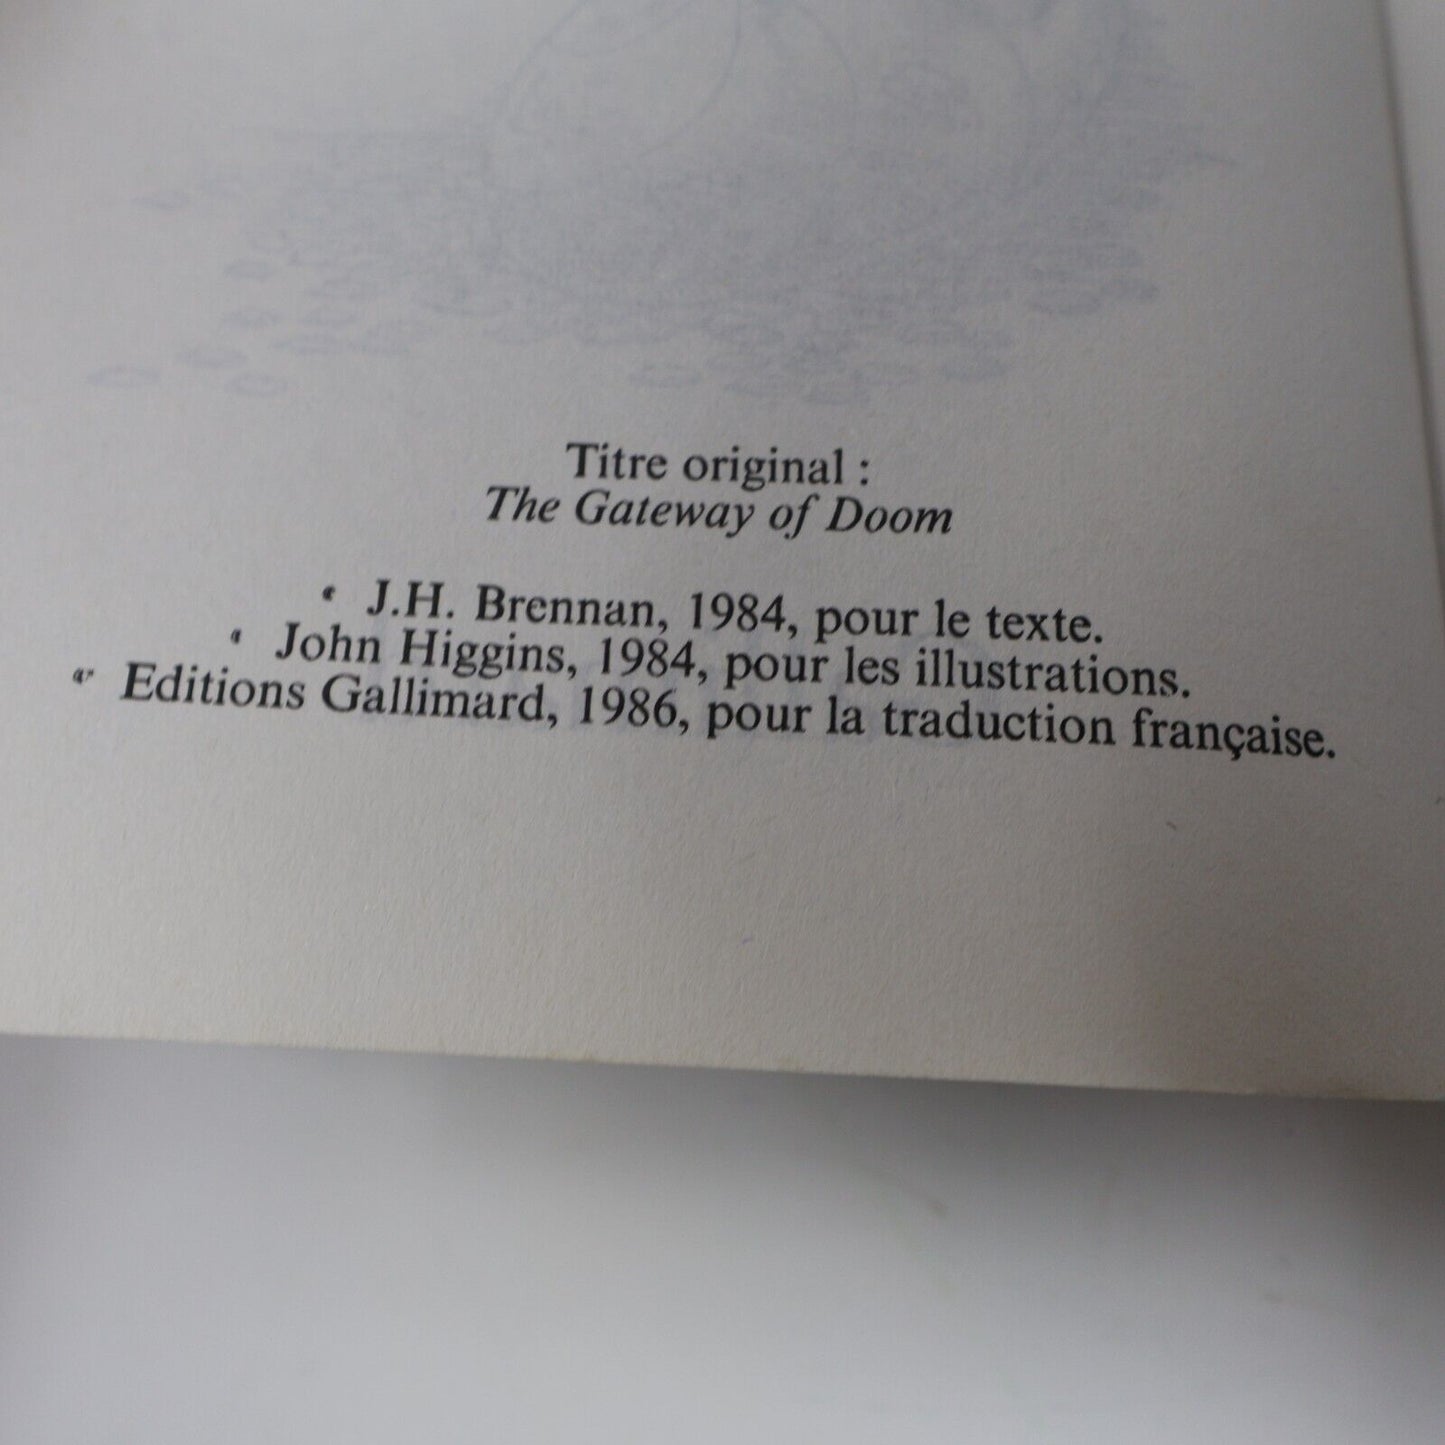 Titre original :
The Gateway of Doom
J.H. Brennan, 1984, pour le texte.
John Higgins, 1984, pour les illustrations.
Editions Gallimard, 1986, pour la traduction française.